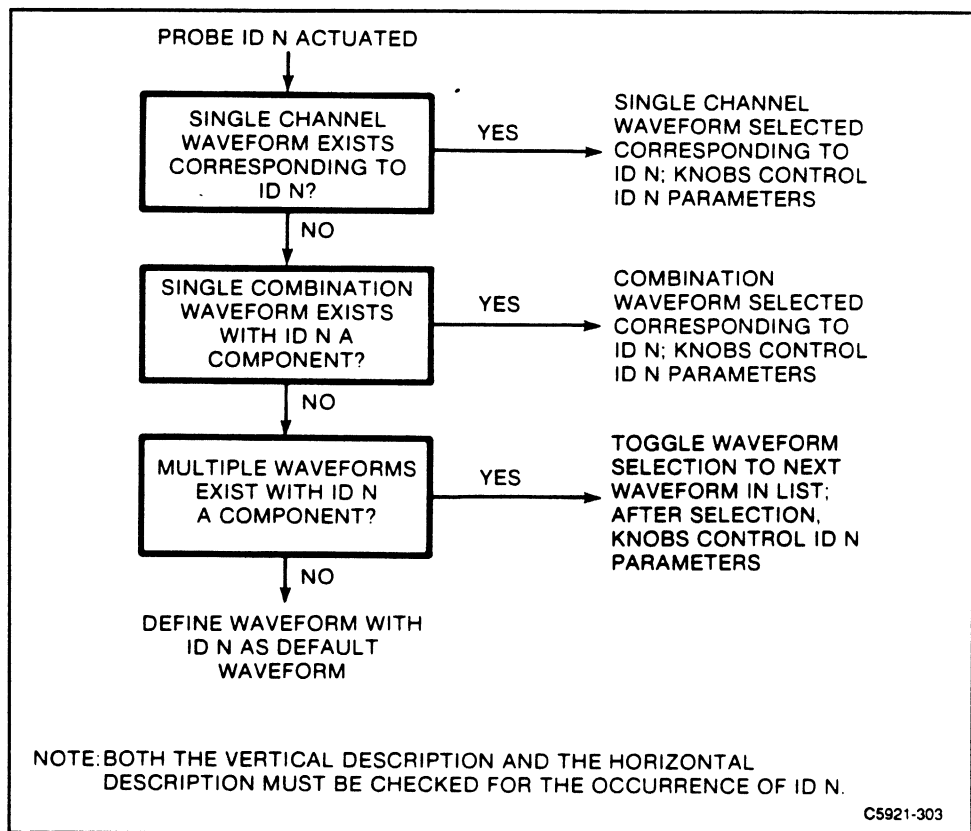 PROBE ID N ACTUATED
SINGLE CHANNEL
WAVEFORM EXISTS
CORRESPONDING TO
ID N?
YES
SINGLE CHANNEL
WAVEFORM SELECTED
CORRESPONDING TO
ID N; KNOBS CONTROL
ID N PARAMETERS
NO
SINGLE COMBINATION
WAVEFORM EXISTS
WITH ID N A
COMPONENT?
YES
COMBINATION
WAVEFORM SELECTED
CORRESPONDING TO
ID N; KNOBS CONTROL
ID N PARAMETERS
NO
MULTIPLE WAVEFORMS
EXIST WITH ID N
A COMPONENT?
YES
TOGGLE WAVEFORM
SELECTION TO NEXT
WAVEFORM IN LIST;
AFTER SELECTION,
KNOBS CONTROL ID N
PARAMETERS
NO
DEFINE WAVEFORM WITH
ID N AS DEFAULT
WAVEFORM
NOTE: BOTH THE VERTICAL DESCRIPTION AND THE HORIZONTAL
DESCRIPTION MUST BE CHECKED FOR THE OCCURRENCE OF ID N.
C5921-303